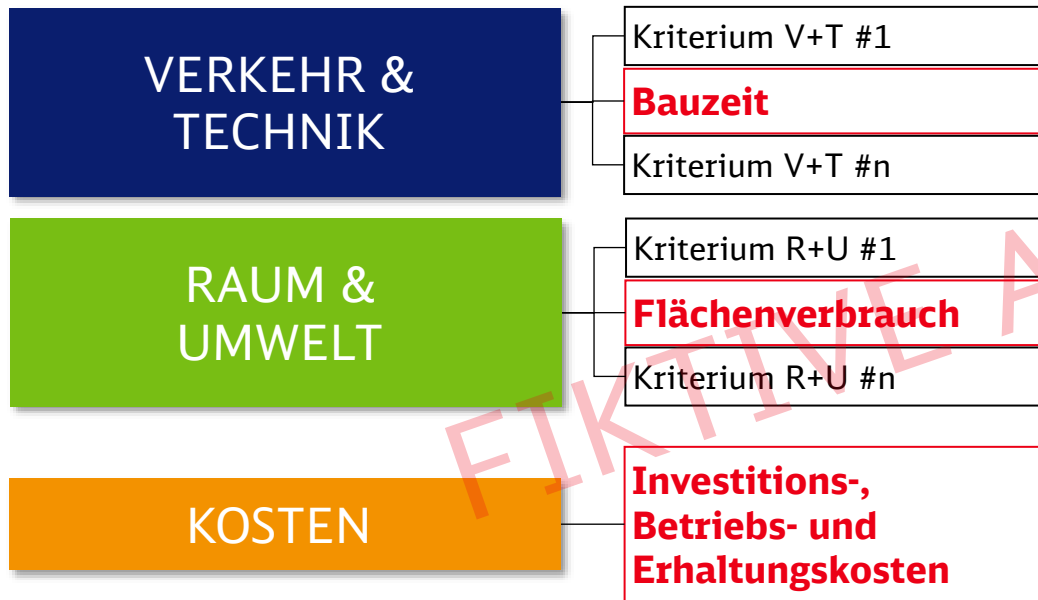 VERKEHR &
TECHNIK
Kriterium V+T #1
Bauzeit
Kriterium V+T #n
RAUM &
UMWELT
Kriterium R+U #1
Flächenverbrauch
Kriterium R+U #n
KOSTEN
Investitions-,
Betriebs- und
Erhaltungskosten
FIKTIVE A